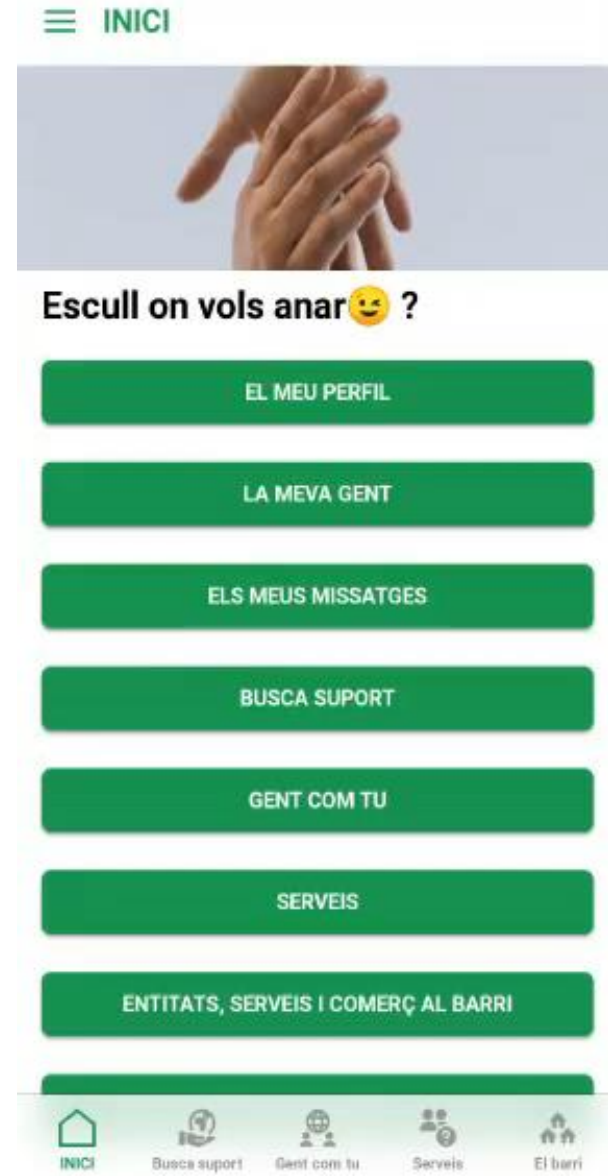 INICI
Escull on vols anar😉 ?
EL MEU PERFIL
LA MEVA GENT
ELS MEUS MISSATGES
BUSCA SUPORT
GENT COM TU
SERVEIS
ENTITATS, SERVEIS I COMERÇ AL BARRI
INICI Busca suport Gent com tu Serveis El barri